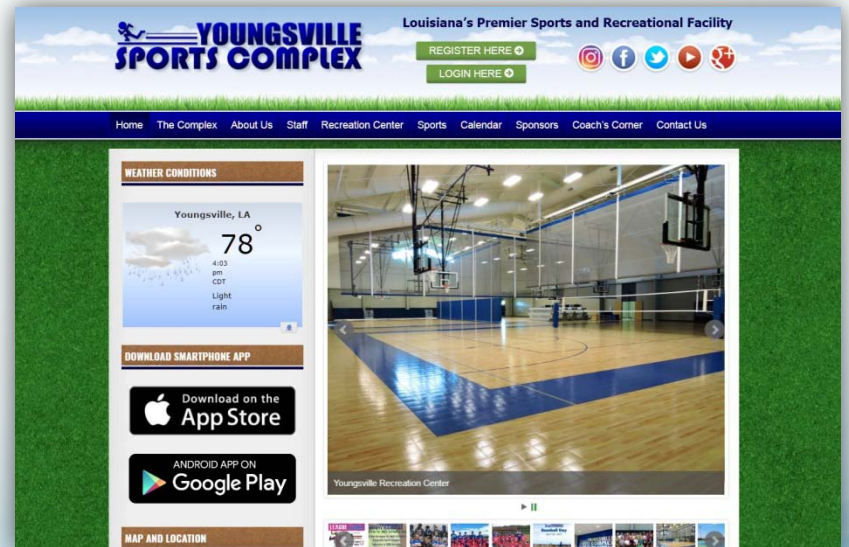 YOUNGSVILLE
SPORTS COMPLEX
Louisiana's Premier Sports and Recreational Facility
REGISTER HERE
LOGIN HERE
Home The Complex About Us Staff Recreation Center Sports Calendar Sponsors Coach's Corner Contact Us
WEATHER CONDITIONS
Youngsville, LA
78°
4:03
pm
CDT
Light
rain
DOWNLOAD SMARTPHONE APP
Download on the
App Store
ANDROID APP ON
Google Play
MAP AND LOCATION
Youngsville Recreation Center
LEAGUE
Baseball Day